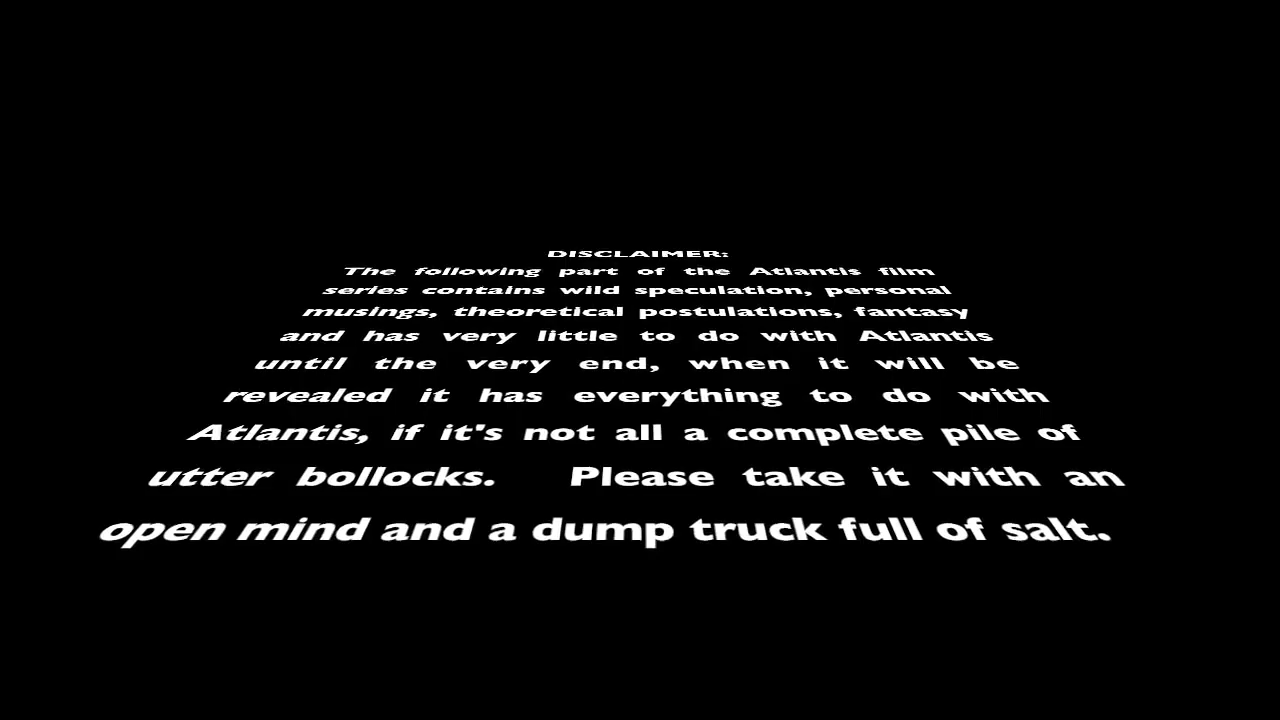 DISCLAIMER:
The following part of the Atlantis film
series contains wild speculation, personal
musings, theoretical postulations, fantasy
and has very little to do with Atlantis
until the very end, when it will be
revealed it has everything to do with
Atlantis, if it's not all a complete pile of
utter bollocks. Please take it with an
open mind and a dump truck full of salt.